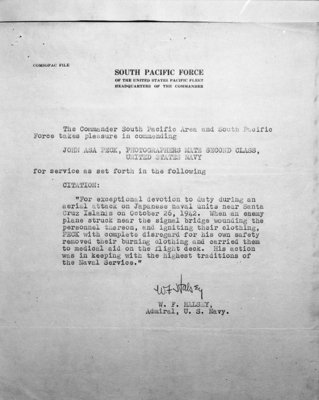 COMSOPAC FILE
SOUTH PACIFIC FORCE
OF THE UNITED STATES PACIFIC FLEET
HEADQUARTERS OF THE COMMANDER
The Commander South Pacific Area and South Pacific
Force takes pleasure in commending
JOHN ASA PECK, PHOTOGRAPHERS MATE SECOND CLASS,
UNITED STATES NAVY
for service as set forth in the following
CITATION:
"For exceptional devotion to duty during an
aerial attack on Japanese naval units near Santa
Cruz Islands on October 26, 1942. When an enemy
plane struck near the signal bridge wounding the
personnel thereon, and igniting their clothing,
PECK with complete disregard for his own safety
removed their burning clothing and carried them
to medical aid on the flight deck. His action
was in keeping with the highest traditions of
the Naval Service."
W F Halsey
W. F. HALSEY,
Admiral, U. S. Navy.